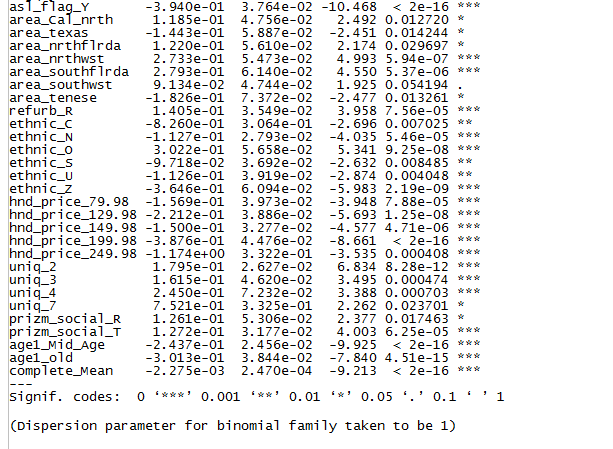 asl_flag_Y -3.940e-01 3.764e-02 -10.468 < 2e-16 ***
area_Cal_nrth 1.185e-01 4.756e-02 2.492 0.012720 *
area_texas -1.443e-01 5.887e-02 -2.451 0.014244 *
area_nrthflrda 1.220e-01 5.610e-02 2.174 0.029697 *
area_nrthwst 2.733e-01 5.473e-02 4.993 5.94e-07 ***
area_southflrda 2.793e-01 6.140e-02 4.550 5.37e-06 ***
area_southwst 9.134e-02 4.744e-02 1.925 0.054194 .
area_tenese -1.826e-01 7.372e-02 -2.477 0.013261 *
refurb_R 1.405e-01 3.549e-02 3.958 7.56e-05 ***
ethnic_C -8.260e-01 3.064e-01 -2.696 0.007025 **
ethnic_N -1.127e-01 2.793e-02 -4.035 5.46e-05 ***
ethnic_O 3.022e-01 5.658e-02 5.341 9.25e-08 ***
ethnic_S -9.718e-02 3.692e-02 -2.632 0.008485 **
ethnic_U -1.126e-01 3.919e-02 -2.874 0.004048 **
ethnic_Z -3.646e-01 6.094e-02 -5.983 2.19e-09 ***
hnd_price_79.98 -1.569e-01 3.973e-02 -3.948 7.88e-05 ***
hnd_price_129.98 -2.212e-01 3.886e-02 -5.693 1.25e-08 ***
hnd_price_149.98 -1.500e-01 3.277e-02 -4.577 4.71e-06 ***
hnd_price_199.98 -3.876e-01 4.476e-02 -8.661 < 2e-16 ***
hnd_price_249.98 -1.174e+00 3.322e-01 -3.535 0.000408 ***
uniq_2 1.795e-01 2.627e-02 6.834 8.28e-12 ***
uniq_3 1.615e-01 4.620e-02 3.495 0.000474 ***
uniq_4 2.450e-01 7.232e-02 3.388 0.000703 ***
uniq_7 7.521e-01 3.325e-01 2.262 0.023701 *
prizm_social_R 1.261e-01 5.306e-02 2.377 0.017463 *
prizm_social_T 1.272e-01 3.177e-02 4.003 6.25e-05 ***
age1_Mid_Age -2.437e-01 2.456e-02 -9.925 < 2e-16 ***
age1_old -3.013e-01 3.844e-02 -7.840 4.51e-15 ***
complete_Mean -2.275e-03 2.470e-04 -9.213 < 2e-16 ***
---
Signif. codes: 0 ‘***’ 0.001 ‘**’ 0.01 ‘*’ 0.05 ‘.’ 0.1 ‘ ’ 1
(Dispersion parameter for binomial family taken to be 1)